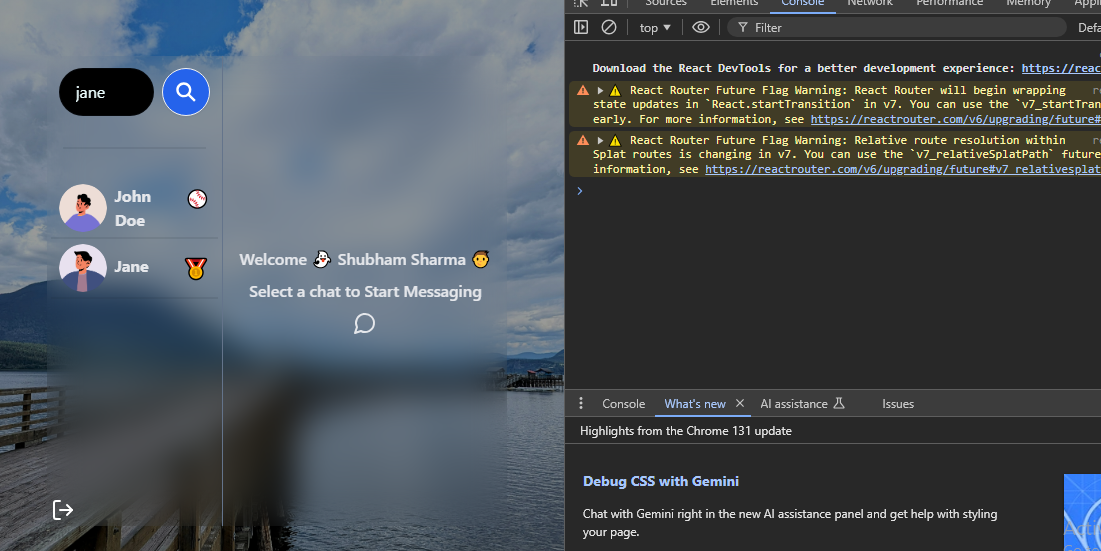 jane
John
Doe
Jane
Welcome 👻 Shubham Sharma 👨
Select a chat to Start Messaging
Elements
Console
Sources
Network
Performance
Memory
top
Filter
Download the React DevTools for a better development experience: https://reac
⚠️ React Router Future Flag Warning: React Router will begin wrapping
state updates in `React.startTransition` in v7. You can use the `v7_startTran
early. For more information, see https://reactrouter.com/v6/upgrading/future#
⚠️ React Router Future Flag Warning: Relative route resolution within
Splat routes is changing in v7. You can use the `v7_relativeSplatPath` future
information, see https://reactrouter.com/v6/upgrading/future#v7_relativesplat
Console
What's new
AI assistance
Issues
Highlights from the Chrome 131 update
Debug CSS with Gemini
Chat with Gemini right in the new AI assistance panel and get help with styling
your page.